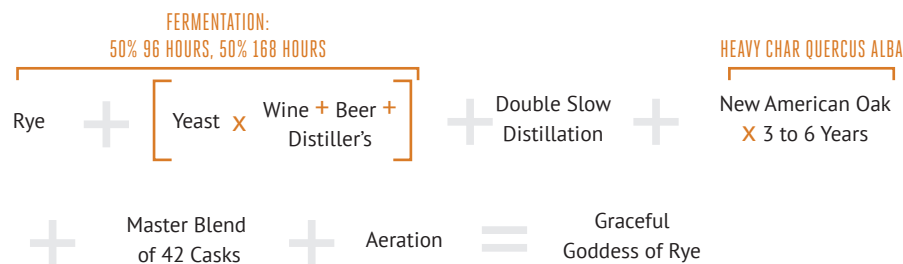 FERMENTATION:
50% 96 HOURS, 50% 168 HOURS
HEAVY CHAR QUERCUS ALBA
Rye + [ Yeast x Wine + Beer + Distiller's ] + Double Slow Distillation + New American Oak x 3 to 6 Years
+ Master Blend of 42 Casks + Aeration = Graceful Goddess of Rye